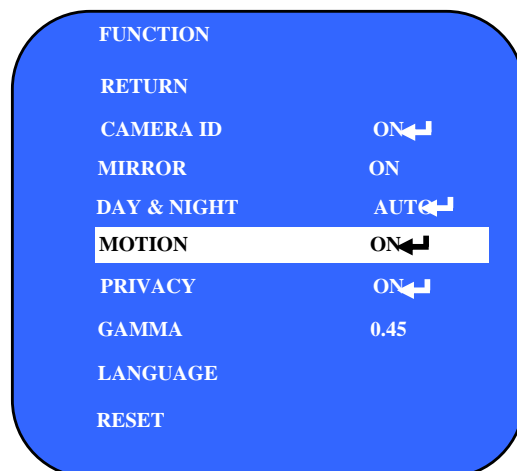 FUNCTION
RETURN
CAMERA ID ON
MIRROR ON
DAY & NIGHT AUTO
MOTION ON
PRIVACY ON
GAMMA 0.45
LANGUAGE
RESET